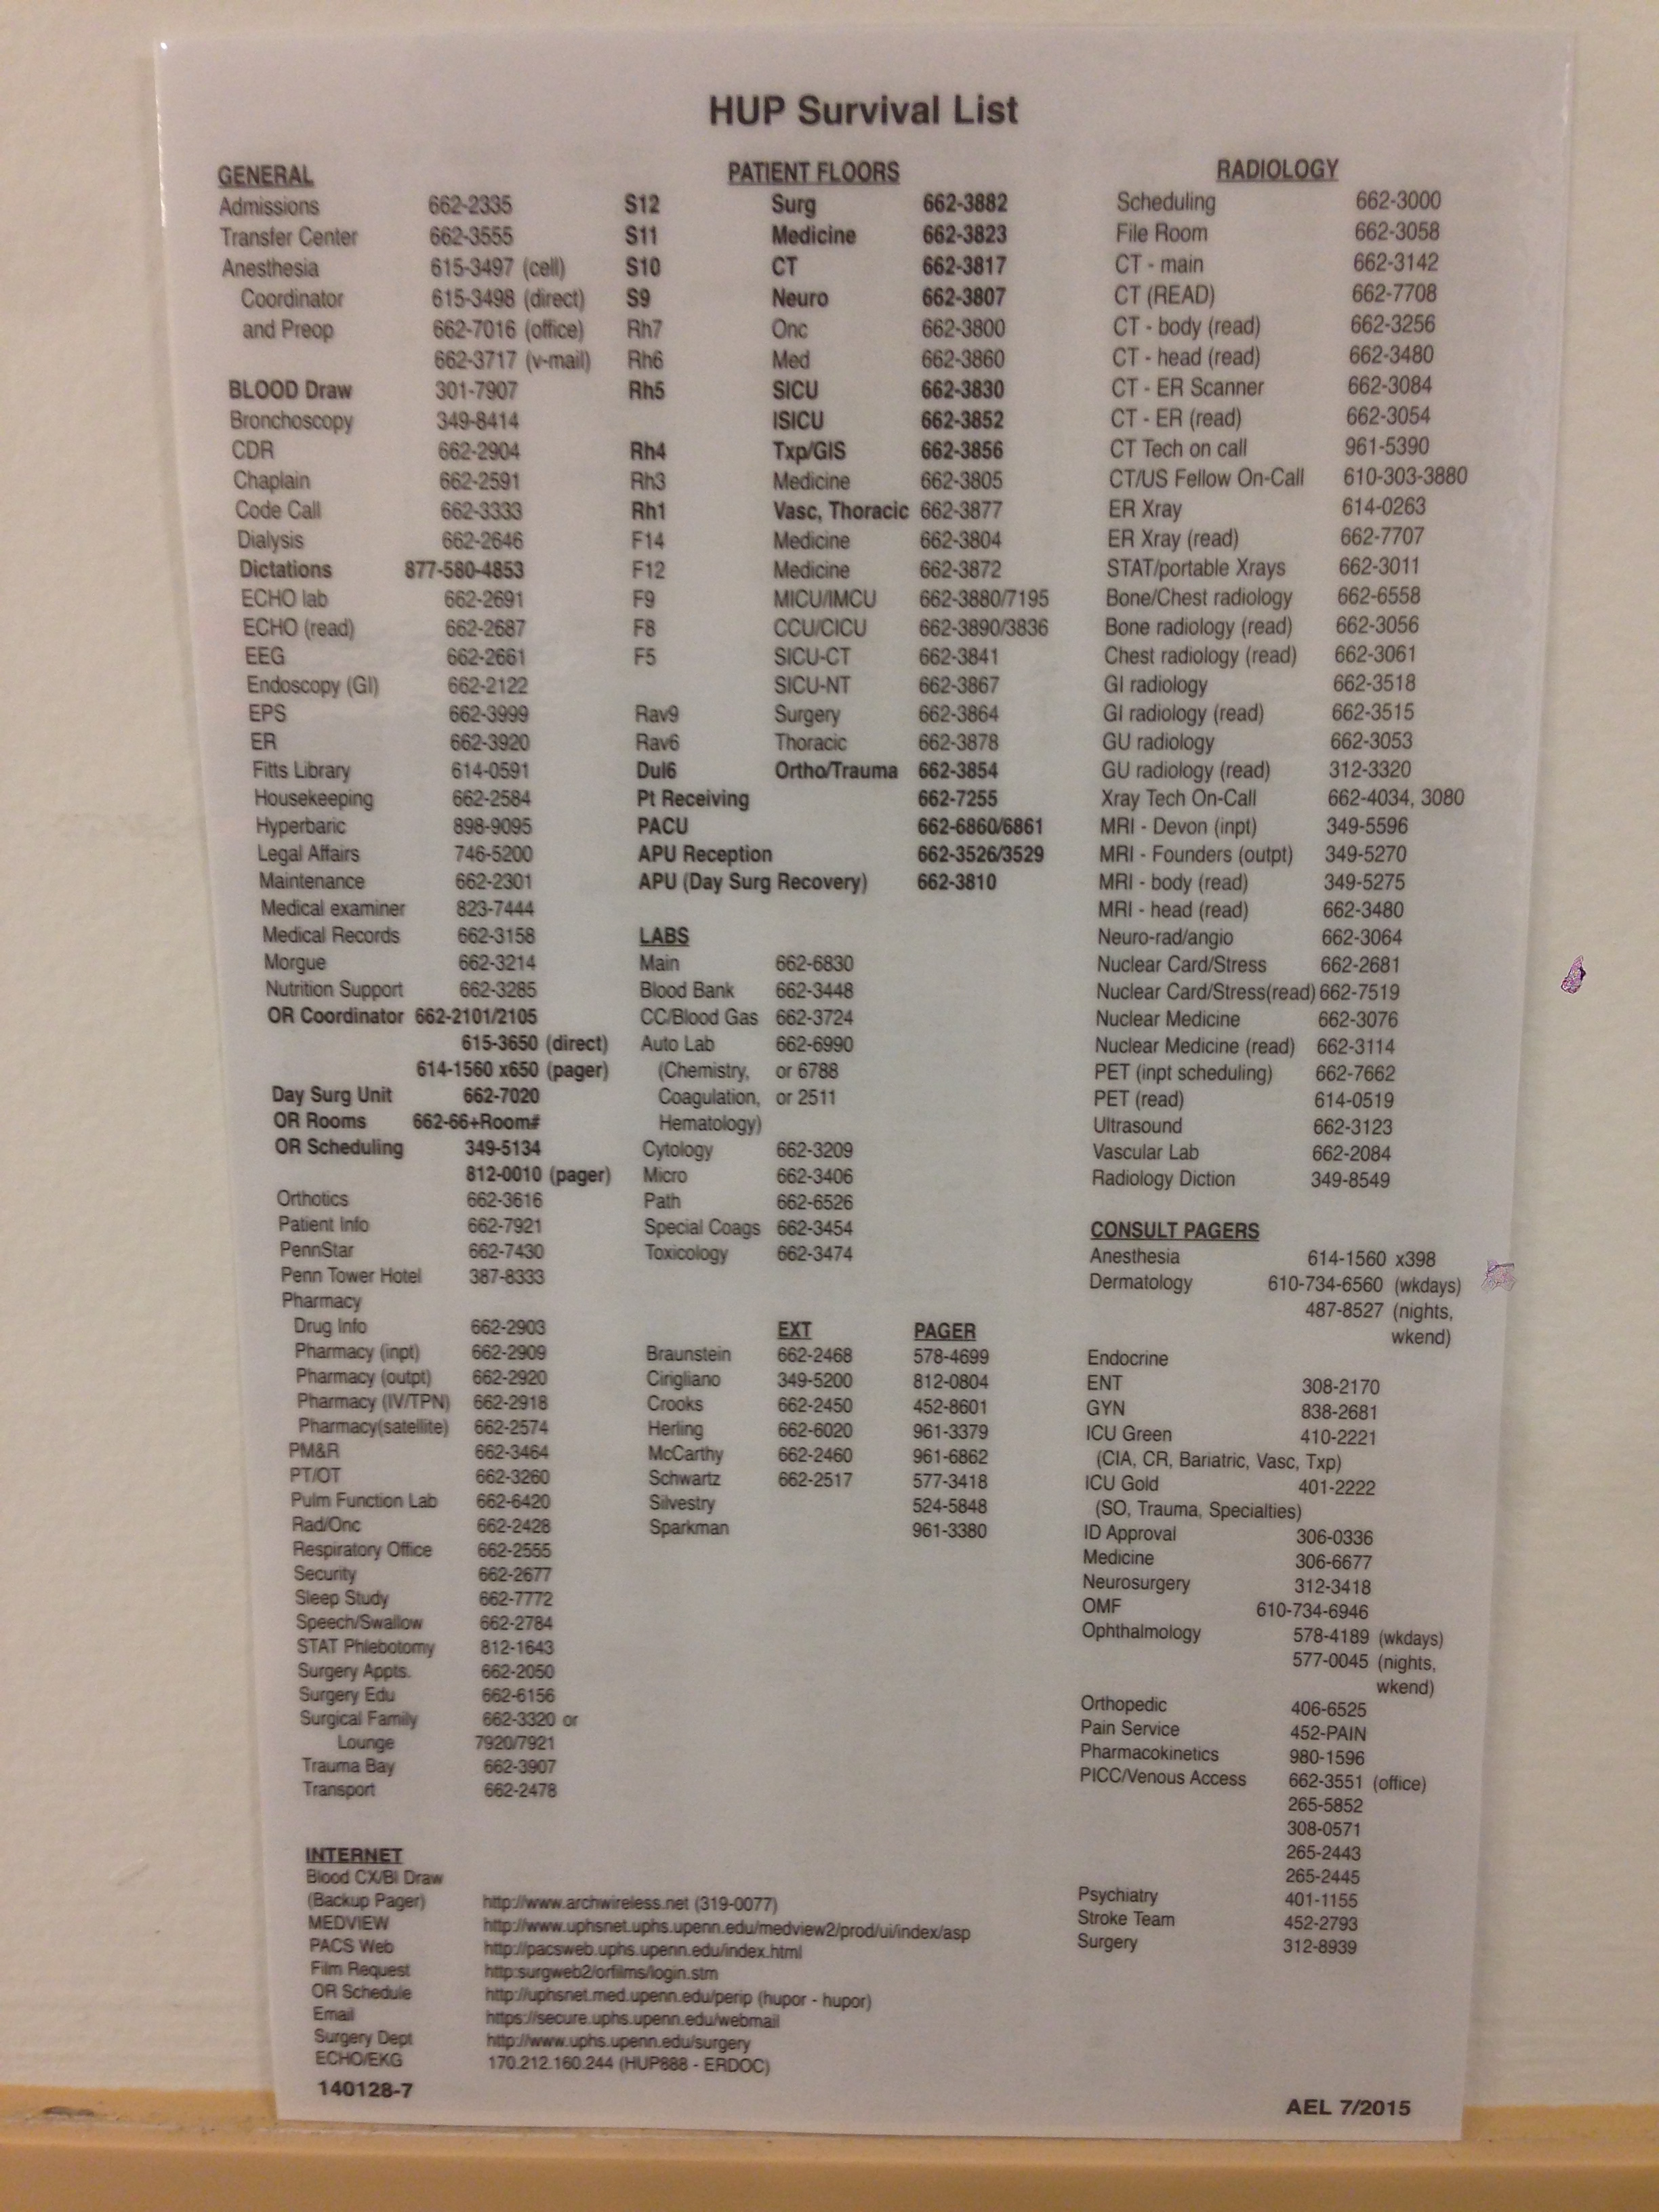 HUP Survival List
GENERAL
Admissions 662-2335
Transfer Center 662-3555
Anesthesia 615-3497 (cell)
Coordinator 615-3498 (direct)
and Preop 662-7016 (office)
662-3717 (v-mail)
BLOOD Draw 301-7907
Bronchoscopy 349-8414
CDR 662-2904
Chaplain 662-2591
Code Call 662-3333
Dialysis 662-2646
Dictations 877-580-4853
ECHO lab 662-2691
ECHO (read) 662-2687
EEG 662-2661
Endoscopy (GI) 662-2122
EPS 662-3999
ER 662-3920
Fitts Library 614-0591
Housekeeping 662-2584
Hyperbaric 898-9095
Legal Affairs 746-5200
Maintenance 662-2301
Medical examiner 823-7444
Medical Records 662-3158
Morgue 662-3214
Nutrition Support 662-3285
OR Coordinator 662-2101/2105
615-3650 (direct)
614-1560 x650 (pager)
Day Surg Unit 662-7020
OR Rooms 662-66+Room#
OR Scheduling 349-5134
812-0010 (pager)
Orthotics 662-3616
Patient Info 662-7921
PennStar 662-7430
Penn Tower Hotel 387-8333
Pharmacy
Drug Info 662-2903
Pharmacy (inpt) 662-2909
Pharmacy (outpt) 662-2920
Pharmacy (IV/TPN) 662-2918
Pharmacy(satellite) 662-2574
PM&R 662-3464
PT/OT 662-3260
Pulm Function Lab 662-6420
Rad/Onc 662-2428
Respiratory Office 662-2555
Security 662-2677
Sleep Study 662-7772
Speech/Swallow 662-2784
STAT Phlebotomy 812-1643
Surgery Appts. 662-2050
Surgery Edu 662-6156
Surgical Family 662-3320 or
Lounge 7920/7921
Trauma Bay 662-3907
Transport 662-2478
PATIENT FLOORS
S12 Surg 662-3882
S11 Medicine 662-3823
S10 CT 662-3817
S9 Neuro 662-3807
Rh7 Onc 662-3800
Rh6 Med 662-3860
Rh5 SICU 662-3830
ISICU 662-3852
Rh4 Txp/GIS 662-3856
Rh3 Medicine 662-3805
Rh1 Vasc, Thoracic 662-3877
F14 Medicine 662-3804
F12 Medicine 662-3872
F9 MICU/IMCU 662-3880/7195
F8 CCU/CICU 662-3890/3836
F5 SICU-CT 662-3841
SICU-NT 662-3867
Rav9 Surgery 662-3864
Rav6 Thoracic 662-3878
Dul6 Ortho/Trauma 662-3854
Pt Receiving 662-7255
PACU 662-6860/6861
APU Reception 662-3526/3529
APU (Day Surg Recovery) 662-3810
LABS
Main 662-6830
Blood Bank 662-3448
CC/Blood Gas 662-3724
Auto Lab 662-6990
(Chemistry, or 6788
Coagulation, or 2511
Hematology)
Cytology 662-3209
Micro 662-3406
Path 662-6526
Special Coags 662-3454
Toxicology 662-3474
EXT PAGER
Braunstein 662-2468 578-4699
Cirigliano 349-5200 812-0804
Crooks 662-2450 452-8601
Herling 662-6020 961-3379
McCarthy 662-2460 961-6862
Schwartz 662-2517 577-3418
Silvestry 524-5848
Sparkman 961-3380
RADIOLOGY
Scheduling 662-3000
File Room 662-3058
CT - main 662-3142
CT (READ) 662-7708
CT - body (read) 662-3256
CT - head (read) 662-3480
CT - ER Scanner 662-3084
CT - ER (read) 662-3054
CT Tech on call 961-5390
CT/US Fellow On-Call 610-303-3880
ER Xray 614-0263
ER Xray (read) 662-7707
STAT/portable Xrays 662-3011
Bone/Chest radiology 662-6558
Bone radiology (read) 662-3056
Chest radiology (read) 662-3061
GI radiology 662-3518
GI radiology (read) 662-3515
GU radiology 662-3053
GU radiology (read) 312-3320
Xray Tech On-Call 662-4034, 3080
MRI - Devon (inpt) 349-5596
MRI - Founders (outpt) 349-5270
MRI - body (read) 349-5275
MRI - head (read) 662-3480
Neuro-rad/angio 662-3064
Nuclear Card/Stress 662-2681
Nuclear Card/Stress(read) 662-7519
Nuclear Medicine 662-3076
Nuclear Medicine (read) 662-3114
PET (inpt scheduling) 662-7662
PET (read) 614-0519
Ultrasound 662-3123
Vascular Lab 662-2084
Radiology Diction 349-8549
CONSULT PAGERS
Anesthesia 614-1560 x398
Dermatology 610-734-6560 (wkdays)
487-8527 (nights,
wkend)
Endocrine
ENT 308-2170
GYN 838-2681
ICU Green 410-2221
(CIA, CR, Bariatric, Vasc, Txp)
ICU Gold 401-2222
(SO, Trauma, Specialties)
ID Approval 306-0336
Medicine 306-6677
Neurosurgery 312-3418
OMF 610-734-6946
Ophthalmology 578-4189 (wkdays)
577-0045 (nights,
wkend)
Orthopedic 406-6525
Pain Service 452-PAIN
Pharmacokinetics 980-1596
PICC/Venous Access 662-3551 (office)
265-5852
308-0571
265-2443
265-2445
Psychiatry 401-1155
Stroke Team 452-2793
Surgery 312-8939
INTERNET
Blood CX/Bl Draw
(Backup Pager) http://www.archwireless.net (319-0077)
MEDVIEW http://www.uphsnet.uphs.upenn.edu/medview2/prod/ui/index/asp
PACS Web http://pacsweb.uphs.upenn.edu/index.html
Film Request http:surgweb2/orfilms/login.stm
OR Schedule http://uphsnet.med.upenn.edu/perip (hupor - hupor)
Email https://secure.uphs.upenn.edu/webmail
Surgery Dept http://www.uphs.upenn.edu/surgery
ECHO/EKG 170.212.160.244 (HUP888 - ERDOC)
140128-7
AEL 7/2015